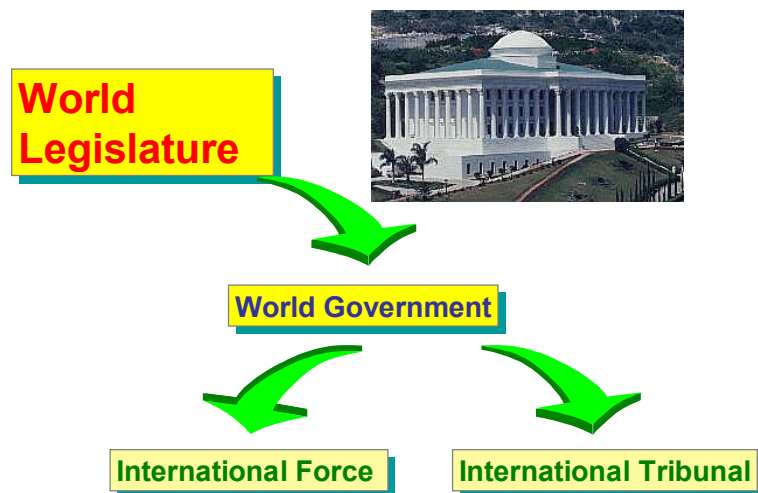 World
Legislature
World Government
International Force
International Tribunal